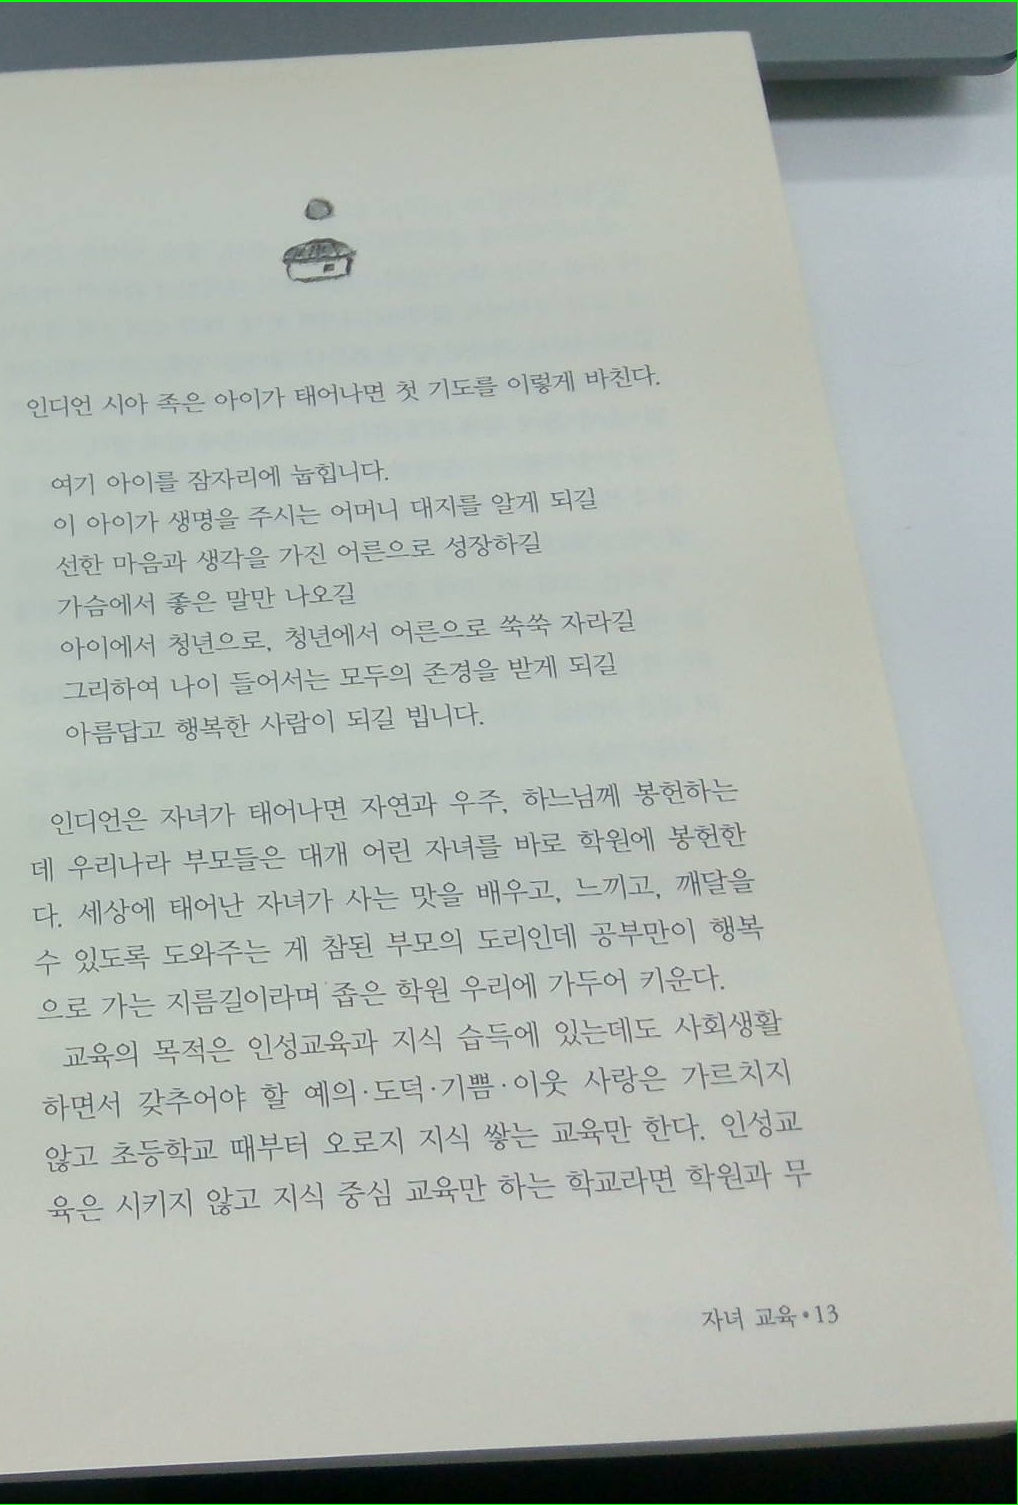 인디언 시아 족은 아이가 태어나면 첫 기도를 이렇게 바친다.
여기 아이를 잠자리에 눕힙니다.
이 아이가 생명을 주시는 어머니 대지를 알게 되길
선한 마음과 생각을 가진 어른으로 성장하길
가슴에서 좋은 말만 나오길
아이에서 청년으로, 청년에서 어른으로 쑥쑥 자라길
그리하여 나이 들어서는 모두의 존경을 받게 되길
아름답고 행복한 사람이 되길 빕니다.
인디언은 자녀가 태어나면 자연과 우주, 하느님께 봉헌하는
데 우리나라 부모들은 대개 어린 자녀를 바로 학원에 봉헌한
다. 세상에 태어난 자녀가 사는 맛을 배우고, 느끼고, 깨달을
수 있도록 도와주는 게 참된 부모의 도리인데 공부만이 행복
으로 가는 지름길이라며 좁은 학원 우리에 가두어 키운다.
교육의 목적은 인성교육과 지식 습득에 있는데도 사회생활
하면서 갖추어야 할 예의·도덕·기쁨·이웃 사랑은 가르치지
않고 초등학교 때부터 오로지 지식 쌓는 교육만 한다. 인성교
육은 시키지 않고 지식 중심 교육만 하는 학교라면 학원과 무
자녀 교육•13